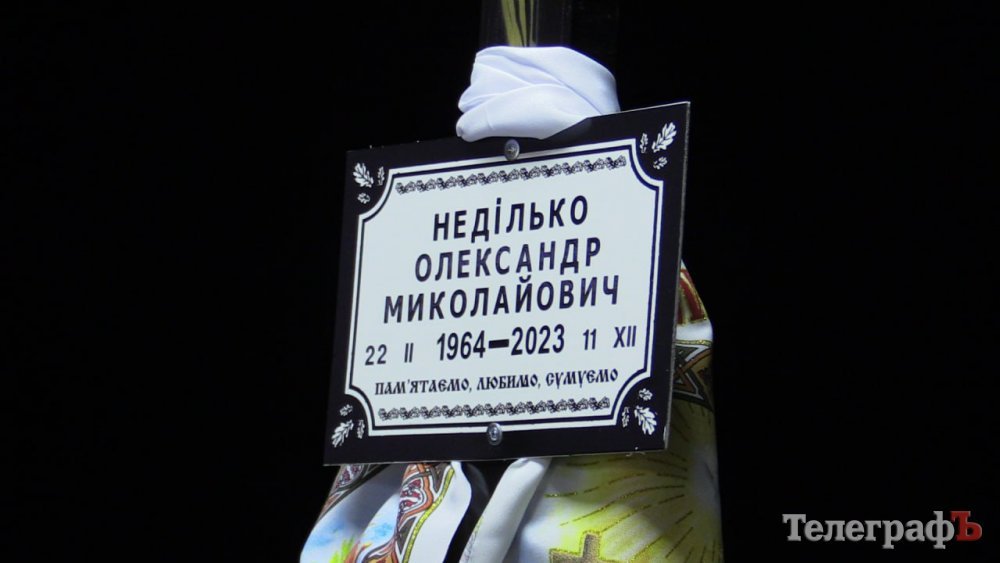 НЕДіЛЬКО
ОЛЕКСАНДР
МИКОЛАЙОВИЧ
22 II 1964—2023 11 XII
ПАМ'ЯТАЄМО, ЛЮБИМО, СУМУЄМО
ТелеграфЪ